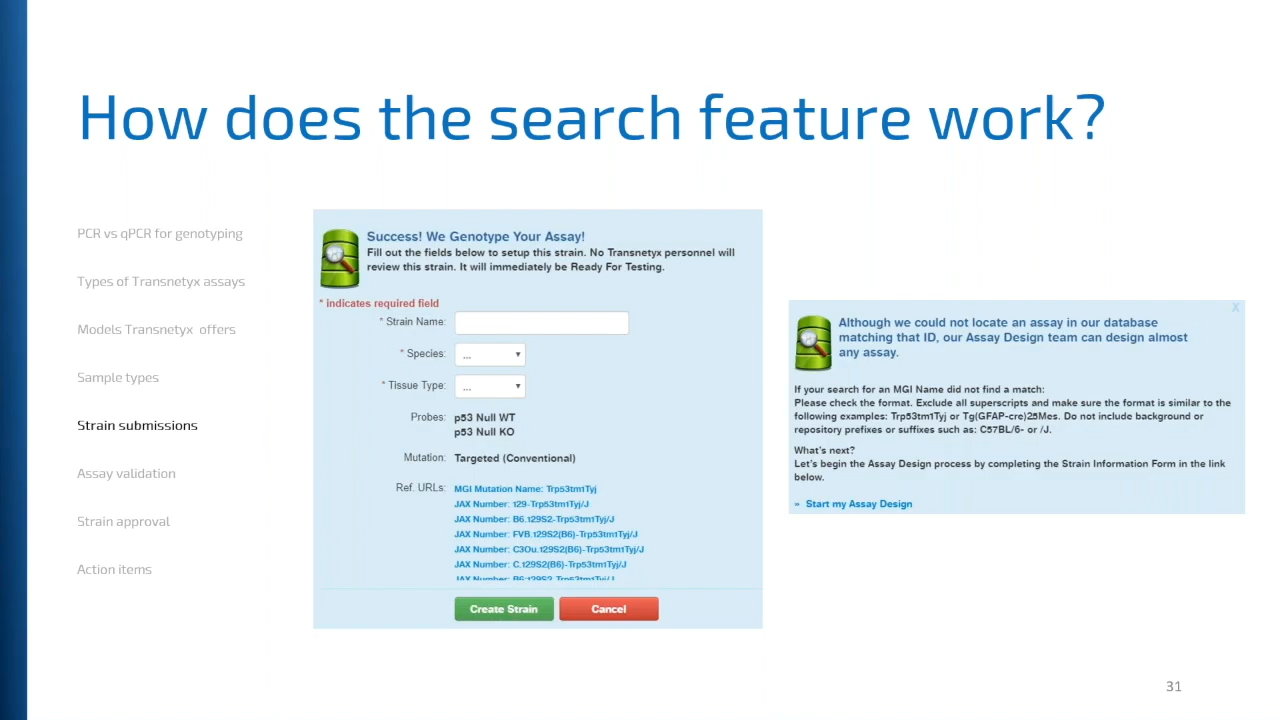 How does the search feature work?
PCR vs qPCR for genotyping
Types of Transnetyx assays
Models Transnetyx  offers
Sample types
Strain submissions
Assay validation
Strain approval
Action items
Success! We Genotype Your Assay!
Fill out the fields below to setup this strain. No Transnetyx personnel will
review this strain. It will immediately be Ready For Testing.
* indicates required field
* Strain Name:
* Species: ...
* Tissue Type: ...
Probes: p53 Null WT
p53 Null KO
Mutation: Targeted (Conventional)
Ref. URLs: MGI Mutation Name: Trp53tm1Tyj
JAX Number: 129-Trp53tm1Tyj/J
JAX Number: B6.129S2-Trp53tm1Tyj/J
JAX Number: FVB.129S2(B6)-Trp53tm1Tyj/J
JAX Number: C3Ou.129S2(B6)-Trp53tm1Tyj/J
JAX Number: C.129S2(B6)-Trp53tm1Tyj/J
JAX Number: B6;129S2-Trp53tm1Tyj/J
Create Strain Cancel
X
Although we could not locate an assay in our database
matching that ID, our Assay Design team can design almost
any assay.
If your search for an MGI Name did not find a match:
Please check the format. Exclude all superscripts and make sure the format is similar to the
following examples: Trp53tm1Tyj or Tg(GFAP-cre)25Mes. Do not include background or
repository prefixes or suffixes such as: C57BL/6- or /J.
What's next?
Let's begin the Assay Design process by completing the Strain Information Form in the link
below.
» Start my Assay Design
31